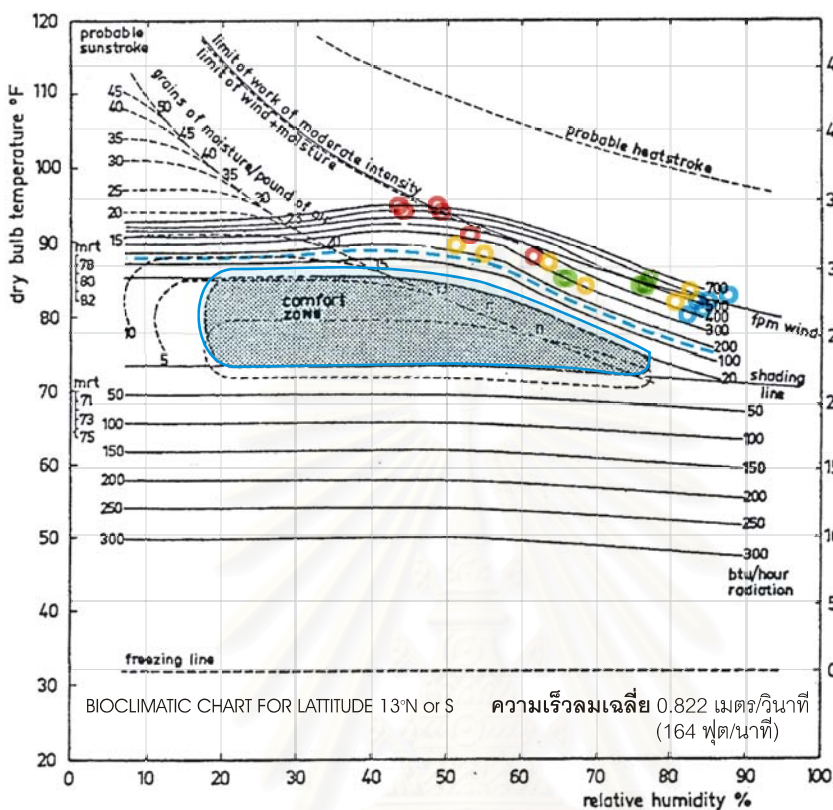 120
110
100
90
80
70
60
50
40
30
20
dry bulb temperature °F
probable
sunstroke
limit of work of moderate intensity
limit of wind+moisture
grains of moisture/pound of air
probable heatstroke
45
40
35
30
25
20
15
50
45
40
35
30
23
20
15
mrt
78
80
82
10
5
comfort
ZONE
700
500
400
300
200
100
20
fpm wind
shading
line
mrt
71
73
75
50
100
150
200
250
300
50
100
150
200
250
300
btu/hour
radiation
freezing line
BIOCLIMATIC CHART FOR LATTITUDE 13°N or S
ความเร็วลมเฉลี่ย 0.822 เมตร/วินาที
(164 ฟุต/นาที)
0 10 20 30 40 50 60 70 80 90 100
relative humidity %